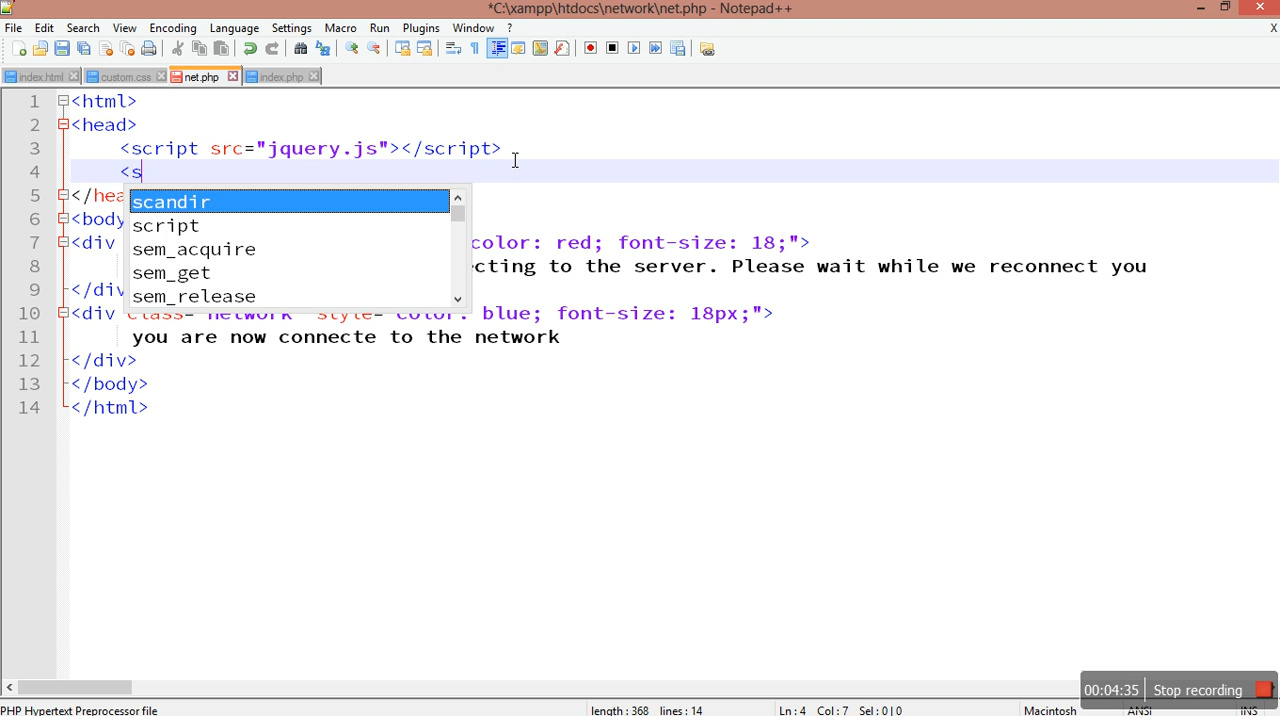 *C:\xampp\htdocs\network\net.php - Notepad++
File Edit Search View Encoding Language Settings Macro Run Plugins Window ? X
index.html custom.css net.php index.php
1 <html>
2 <head>
3 <script src="jquery.js"></script>
4 <s
5 </hea
scandir
6 <body
script
7 <div color: red; font-size: 18;">
sem_acquire
8 cting to the server. Please wait while we reconnect you
sem_get
9 </div
sem_release
10 <div class="network" style="color: blue; font-size: 18px;">
11 you are now connecte to the network
12 </div>
13 </body>
14 </html>
00:04:35 Stop recording
PHP Hypertext Preprocessor file length : 368 lines : 14 Ln : 4 Col : 7 Sel : 0 | 0 Macintosh ANSI INS